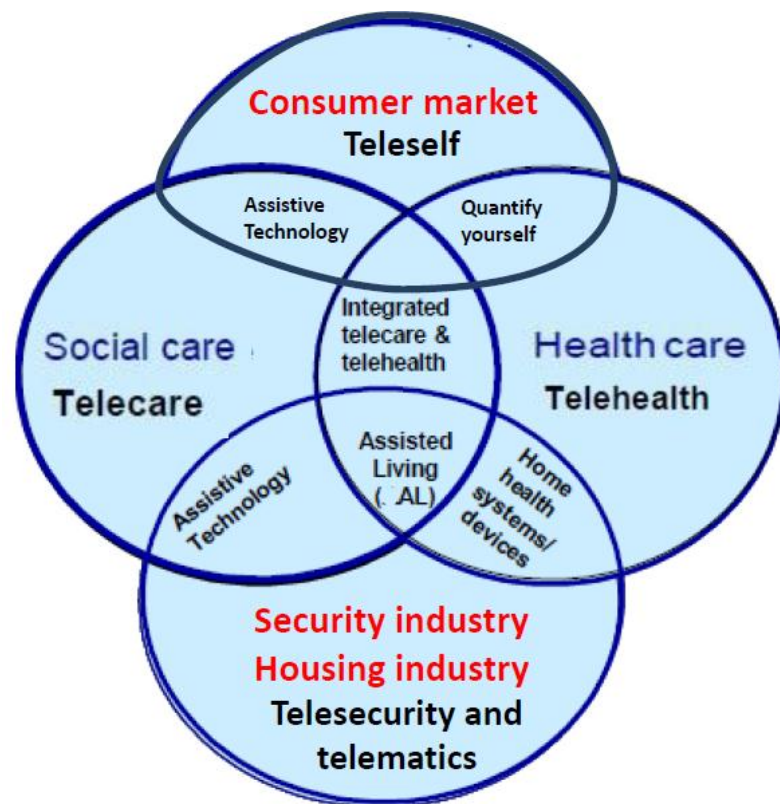 Consumer market
Teleself
Assistive
Technology
Quantify
yourself
Integrated
telecare &
telehealth
Social care
Telecare
Health care
Telehealth
Assisted
Living
(. AL)
Assistive
Technology
Home
health
systems/
devices
Security industry
Housing industry
Telesecurity and
telematics